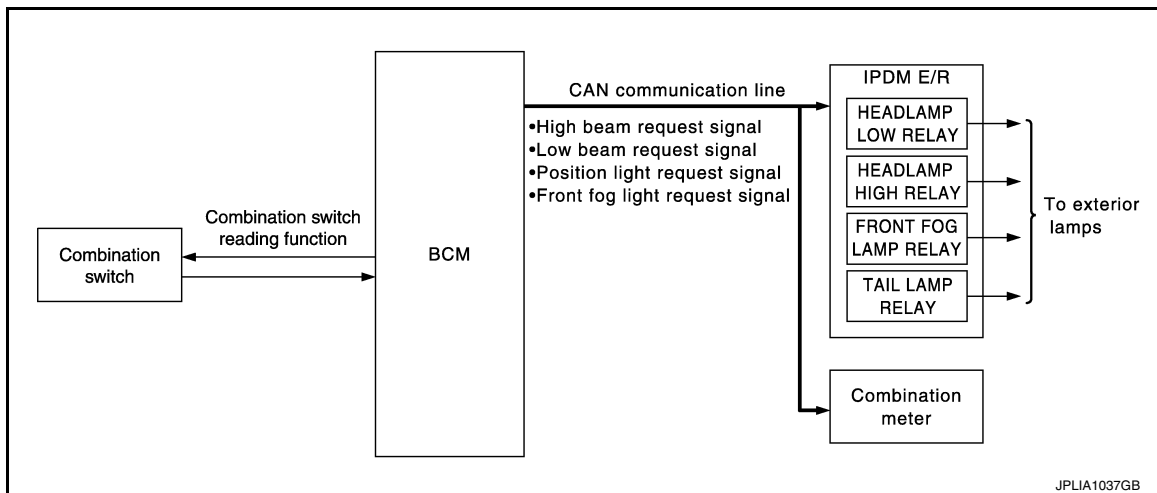 IPDM E/R
CAN communication line
HEADLAMP
LOW RELAY
•High beam request signal
•Low beam request signal
•Position light request signal
•Front fog light request signal
HEADLAMP
HIGH RELAY
To exterior
lamps
Combination switch
reading function
FRONT FOG
LAMP RELAY
Combination
switch
BCM
TAIL LAMP
RELAY
Combination
meter
JPLIA1037GB